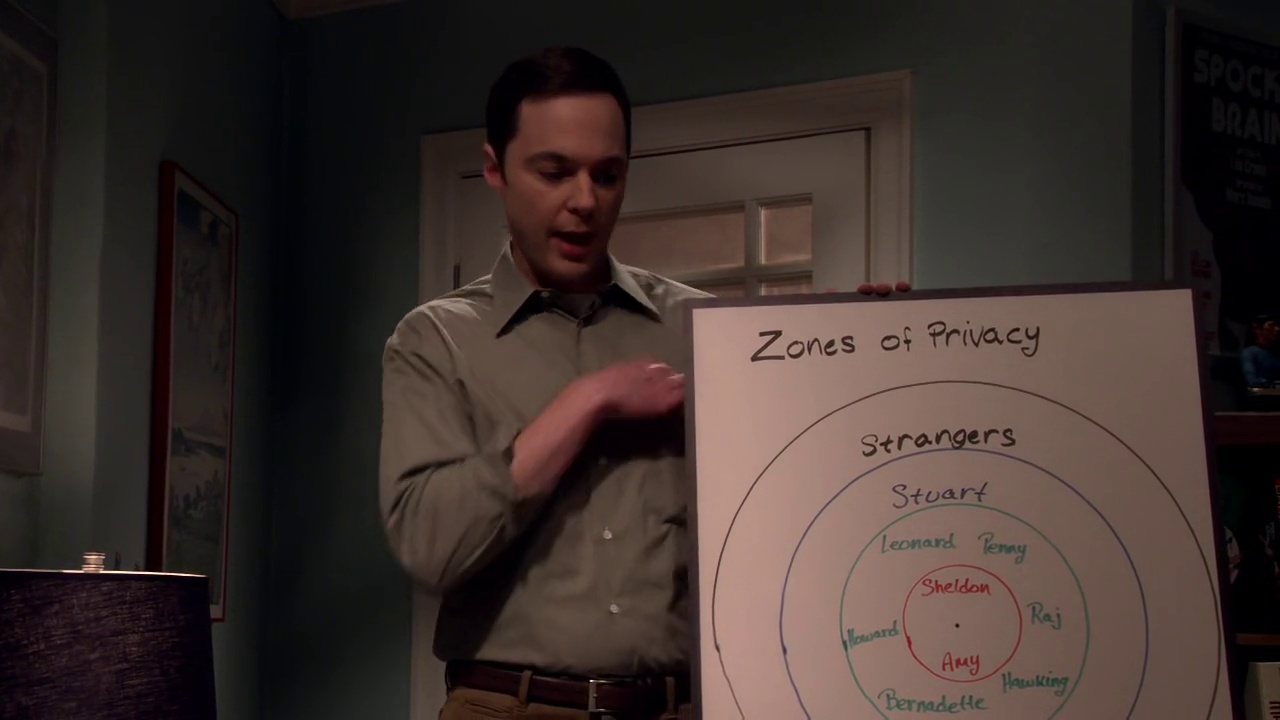 SPOCK
BRAIN
Zones of Privacy
Strangers
Stuart
Leonard Penny
Sheldon
Raj
Howard
Amy
Hawking
Bernadette